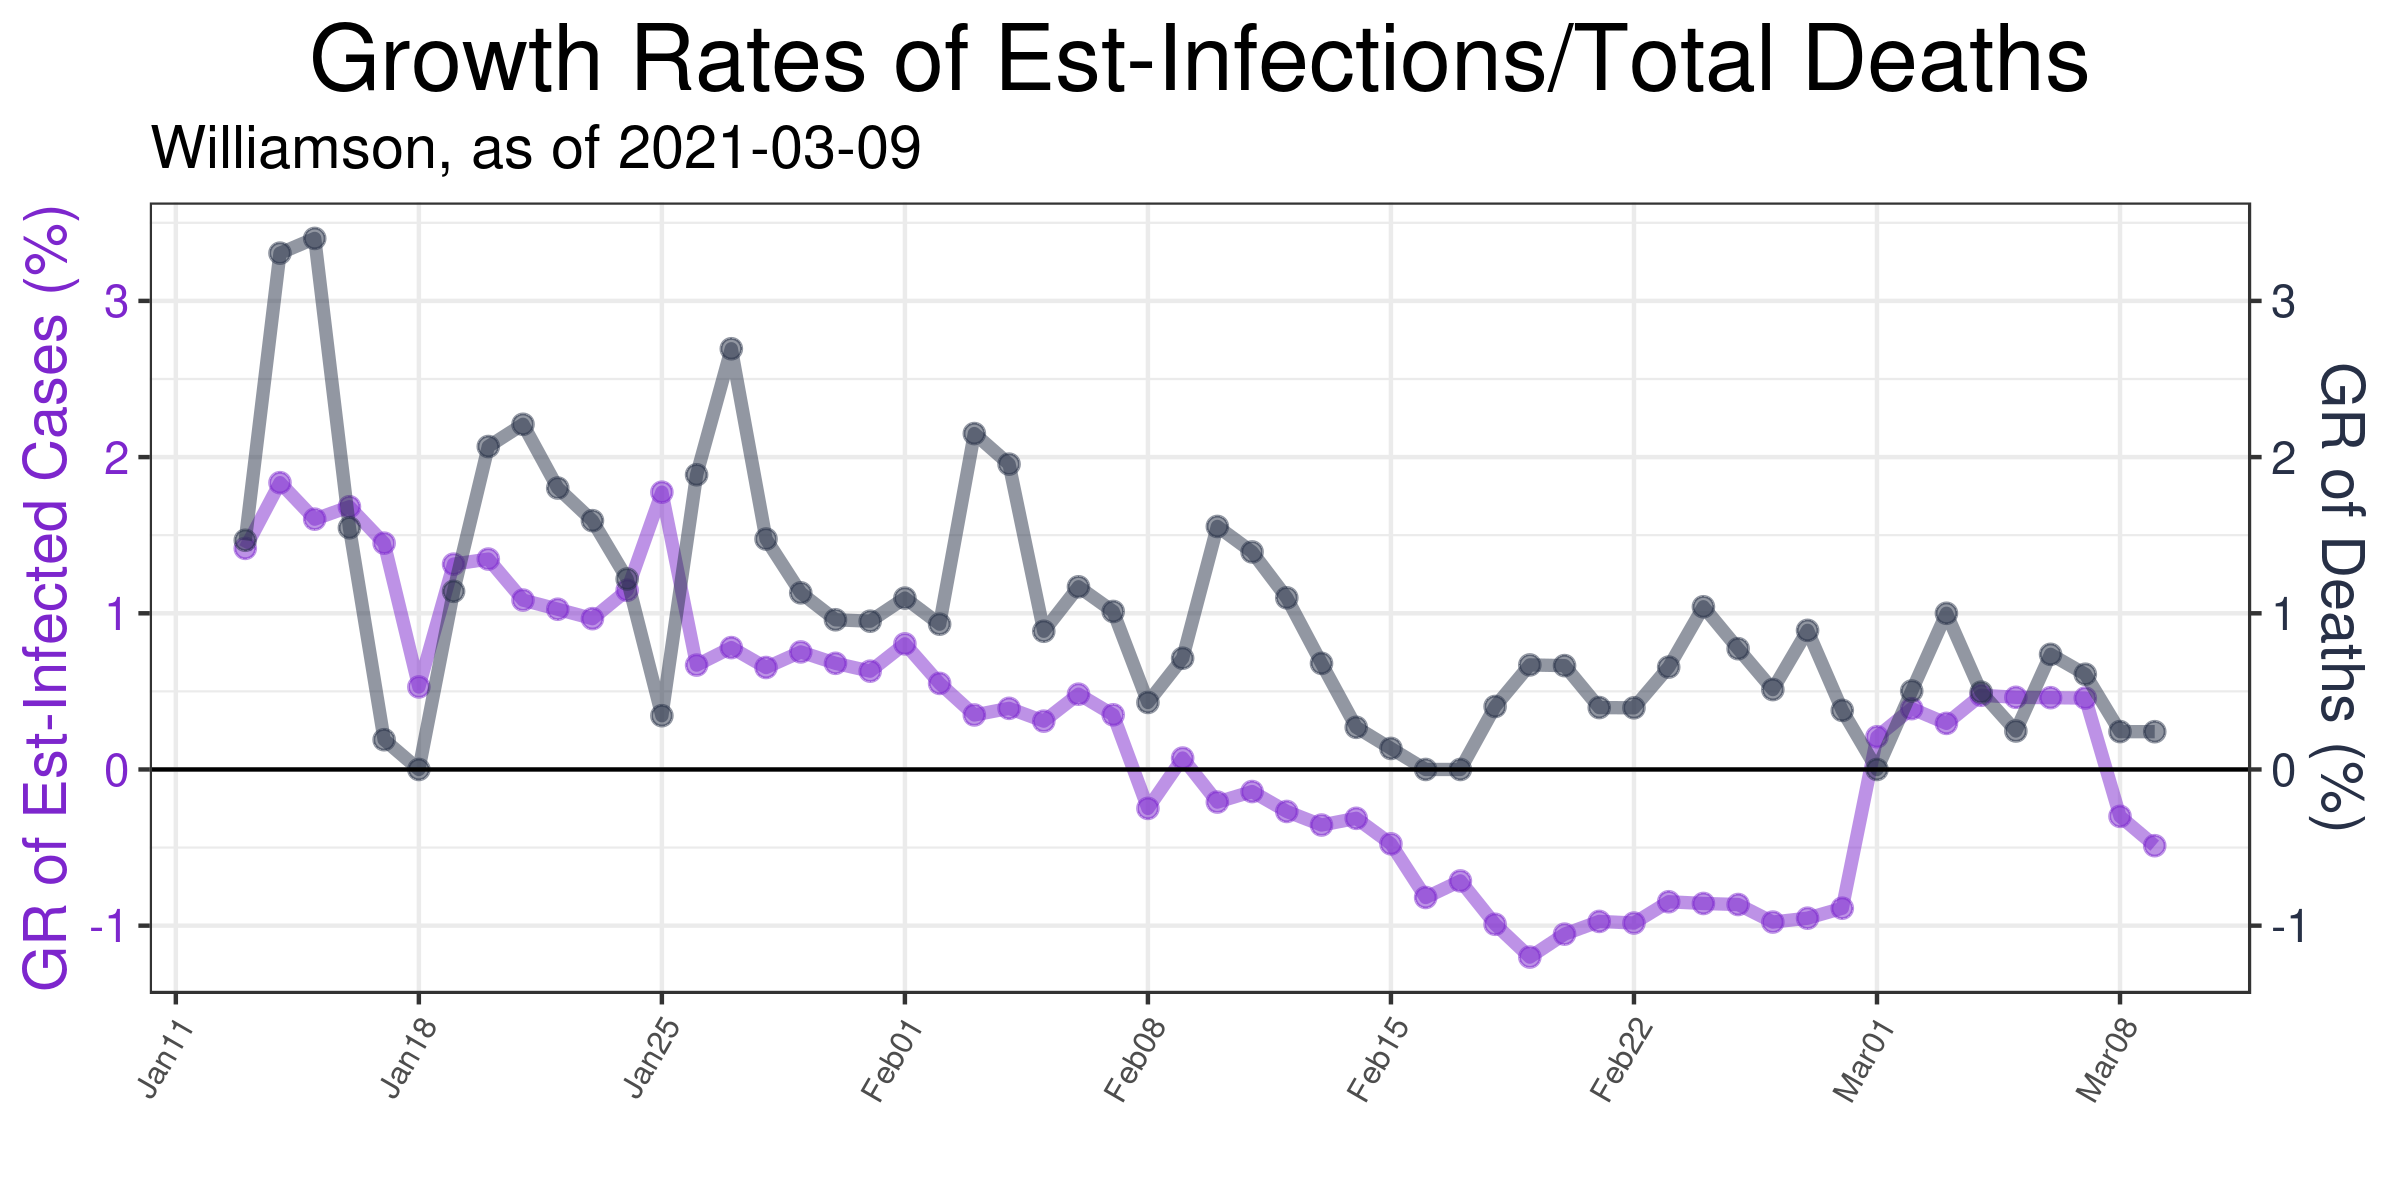 Growth Rates of Est-Infections/Total Deaths
Williamson, as of 2021-03-09
GR of Est-Infected Cases (%)
3
2
1
0
-1
3
2
1
0
-1
GR of Deaths (%)
Jan11
Jan18
Jan25
Feb01
Feb08
Feb15
Feb22
Mar01
Mar08